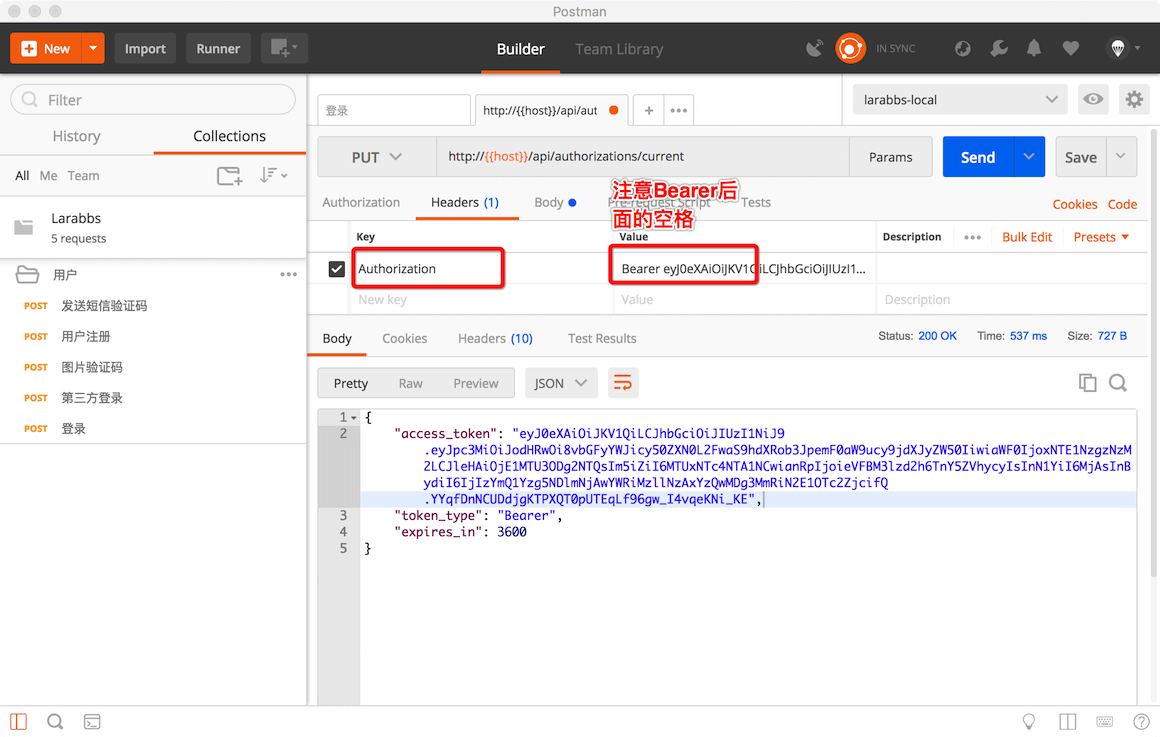 Postman
New
Import
Runner
Builder
Team Library
IN SYNC
Filter
History
Collections
All Me Team
Larabbs
5 requests
用户
POST 发送短信验证码
POST 用户注册
POST 图片验证码
POST 第三方登录
POST 登录
登录
http://{{host}}/api/aut
larabbs-local
PUT
http://{{host}}/api/authorizations/current
Params
Send
Save
Authorization
Headers (1)
Body
Pre-request Script
Tests
注意Bearer后
面的空格
Cookies Code
Key
Value
Description
Bulk Edit
Presets
Authorization
Bearer eyJ0eXAiOiJKV1QiLCJhbGciOiJIUzI1...
New key
Value
Description
Body
Cookies
Headers (10)
Test Results
Status: 200 OK
Time: 537 ms
Size: 727 B
Pretty
Raw
Preview
JSON
1 {
2 "access_token": "eyJ0eXAiOiJKV1QiLCJhbGciOiJIUzI1NiJ9
.eyJpc3MiOiJodHRwOi8vbGFyYWJicy50ZXN0L2FwaS9hdXRob3JpemF0aW9ucy9jdXJyZW50IiwiaWF0IjoxNTE1NzgzNzM
2LCJleHAiOjE1MTU3ODg2NTQsIm5iZiI6MTUxNTc4NTA1NCwianRpIjoieVFBM3lzd2h6TnY5ZVhycyIsInN1YiI6MjAsInB
ydiI6IjIzYmQ1Yzg5NDlmNjAwYWRiMzllNzAxYzQwMDg3MmRiN2E1OTc2ZjcifQ
.YYqfDnNCUDdjgKTPXQT0pUTEqLf96gw_I4vqeKNi_KE",
3 "token_type": "Bearer",
4 "expires_in": 3600
5 }